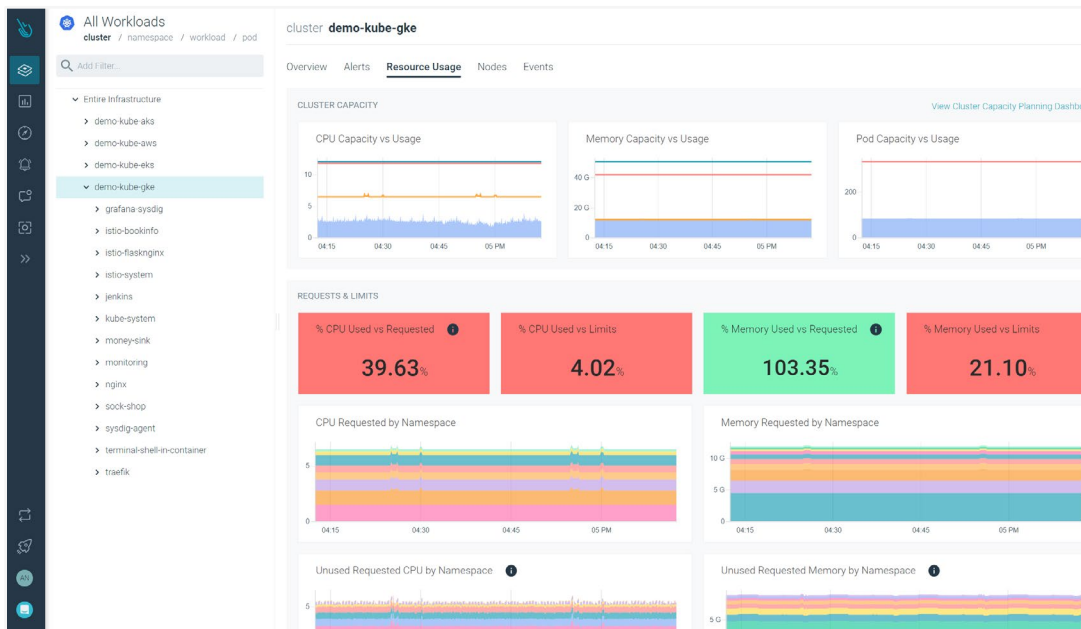 All Workloads
cluster / namespace / workload / pod
Add Filter...
Entire Infrastructure
demo-kube-aks
demo-kube-aws
demo-kube-eks
demo-kube-gke
grafana-sysdig
istio-bookinfo
istio-flasknginx
istio-system
jenkins
kube-system
money-sink
monitoring
nginx
sock-shop
sysdig-agent
terminal-shell-in-container
traefik
AN
cluster demo-kube-gke
Overview Alerts Resource Usage Nodes Events
CLUSTER CAPACITY
View Cluster Capacity Planning Dashbo
CPU Capacity vs Usage
10
5
0
04:15 04:30 04:45 05 PM
Memory Capacity vs Usage
40 G
20 G
0
04:15 04:30 04:45 05 PM
Pod Capacity vs Usage
200
0
04:15 04:30 04:45 05 PM
REQUESTS & LIMITS
% CPU Used vs Requested
39.63%
% CPU Used vs Limits
4.02%
% Memory Used vs Requested
103.35%
% Memory Used vs Limits
21.10%
CPU Requested by Namespace
5
0
04:15 04:30 04:45 05 PM
Memory Requested by Namespace
10 G
5 G
0
04:15 04:30 04:45 05 PM
Unused Requested CPU by Namespace
5
Unused Requested Memory by Namespace
5 G